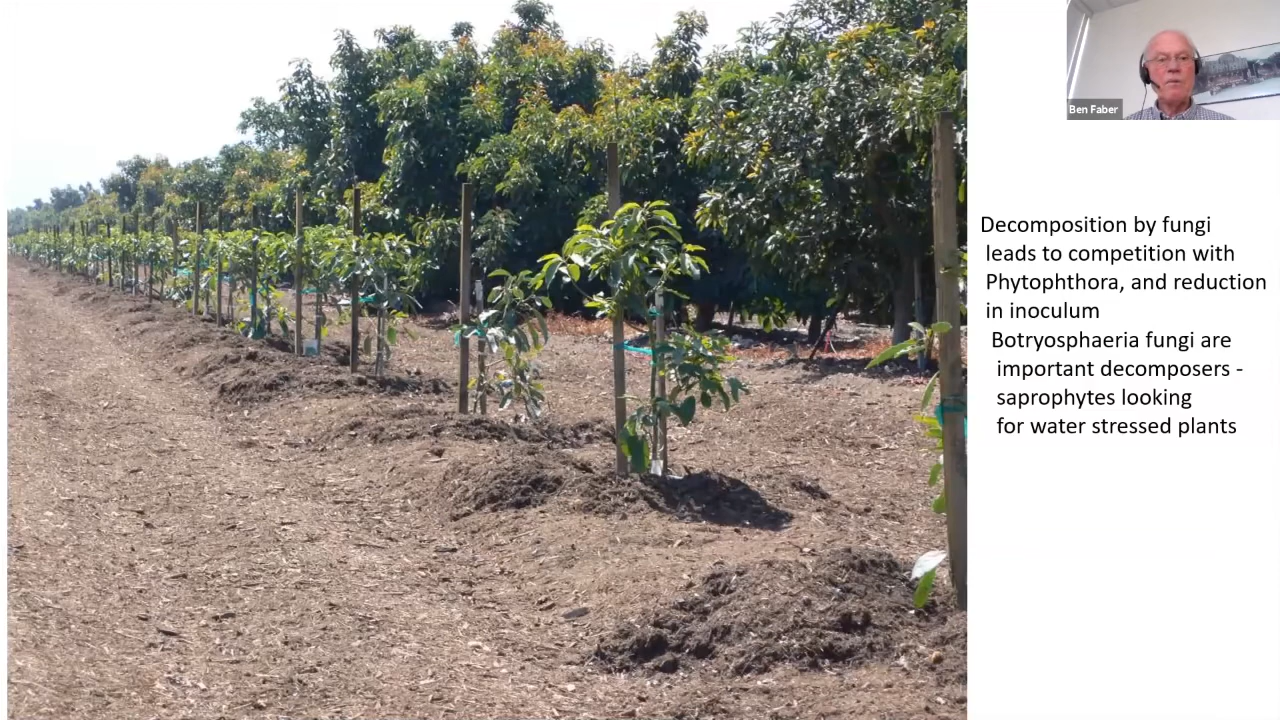 Ben Faber
Decomposition by fungi
leads to competition with
Phytophthora, and reduction
in inoculum
Botryosphaeria fungi are
important decomposers -
saprophytes looking
for water stressed plants